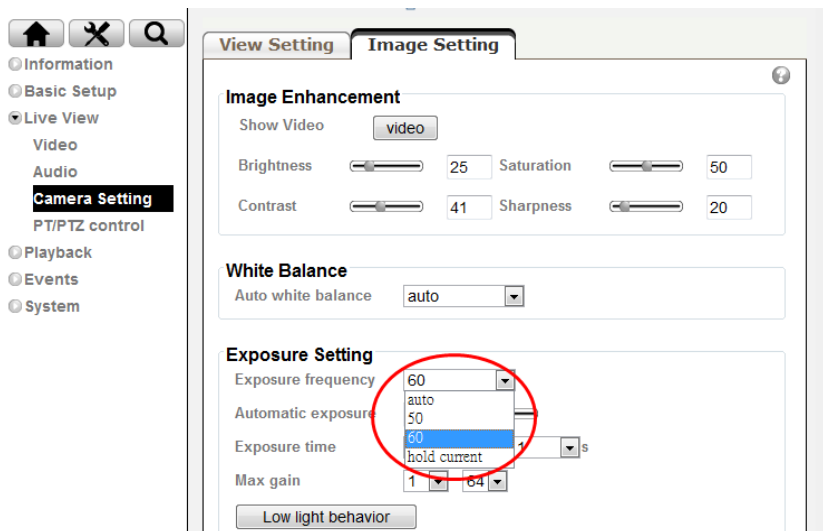 View Setting
Image Setting
Information
Basic Setup
Live View
Video
Audio
Camera Setting
PT/PTZ control
Playback
Events
System
?
Image Enhancement
Show Video video
Brightness 25 Saturation 50
Contrast 41 Sharpness 20
White Balance
Auto white balance auto
Exposure Setting
Exposure frequency 60
auto
Automatic exposure 50
60
Exposure time 1 s
hold current
Max gain 1 64
Low light behavior